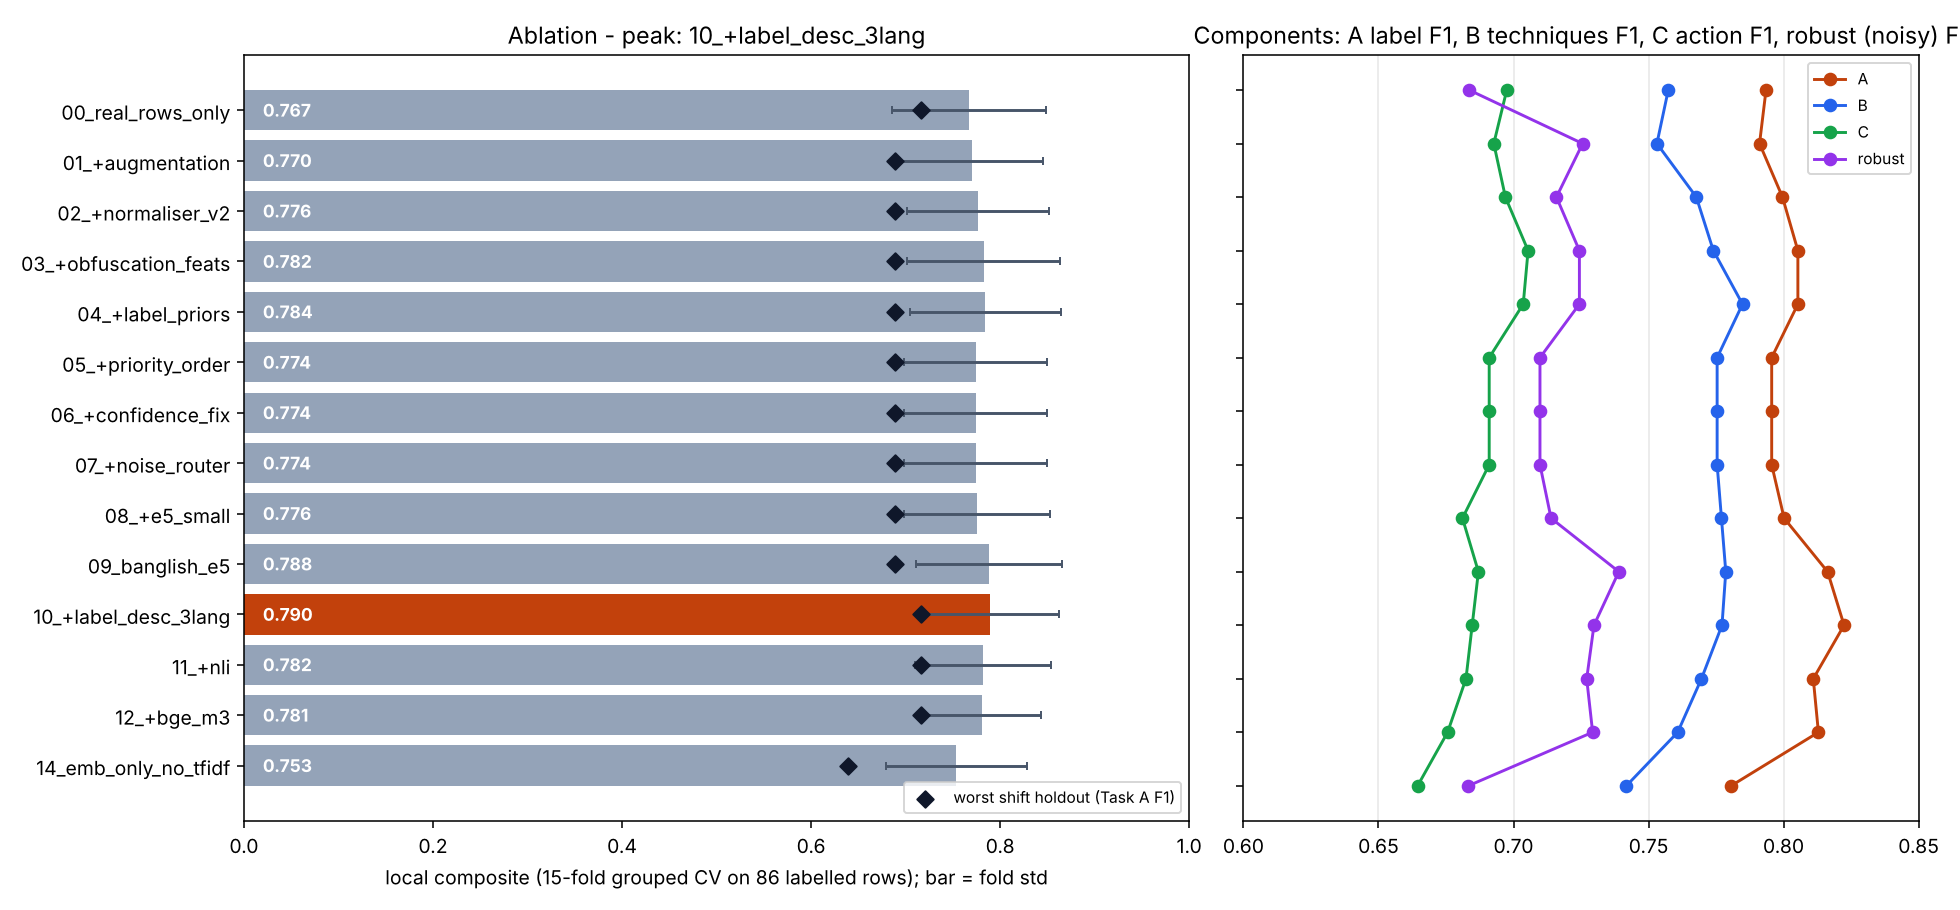 Ablation - peak: 10_+label_desc_3lang
00_real_rows_only
0.767
01_+augmentation
0.770
02_+normaliser_v2
0.776
03_+obfuscation_feats
0.782
04_+label_priors
0.784
05_+priority_order
0.774
06_+confidence_fix
0.774
07_+noise_router
0.774
08_+e5_small
0.776
09_banglish_e5
0.788
10_+label_desc_3lang
0.790
11_+nli
0.782
12_+bge_m3
0.781
14_emb_only_no_tfidf
0.753
worst shift holdout (Task A F1)
0.0 0.2 0.4 0.6 0.8 1.0
local composite (15-fold grouped CV on 86 labelled rows); bar = fold std
Components: A label F1, B techniques F1, C action F1, robust (noisy) F
A
B
C
robust
0.60 0.65 0.70 0.75 0.80 0.85